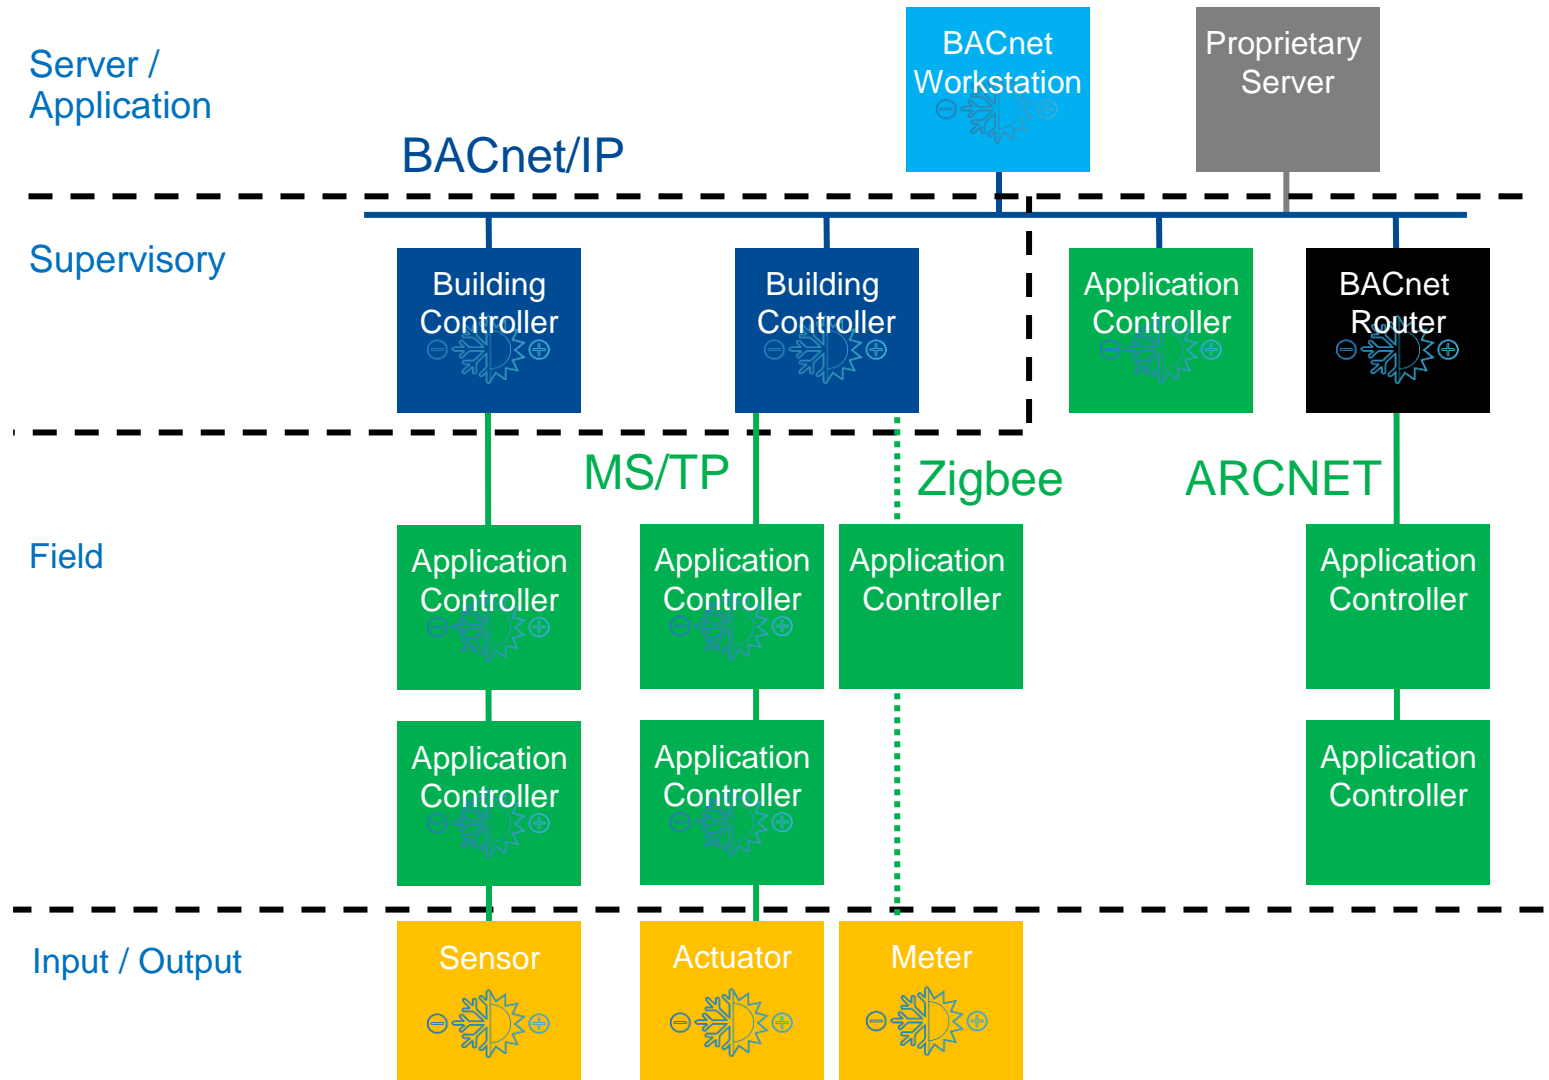 Server /
Application
BACnet
Workstation
Proprietary
Server
BACnet/IP
Supervisory
Building
Controller
Building
Controller
Application
Controller
BACnet
Router
MS/TP
Zigbee
ARCNET
Field
Application
Controller
Application
Controller
Application
Controller
Application
Controller
Application
Controller
Application
Controller
Application
Controller
Input / Output
Sensor
Actuator
Meter